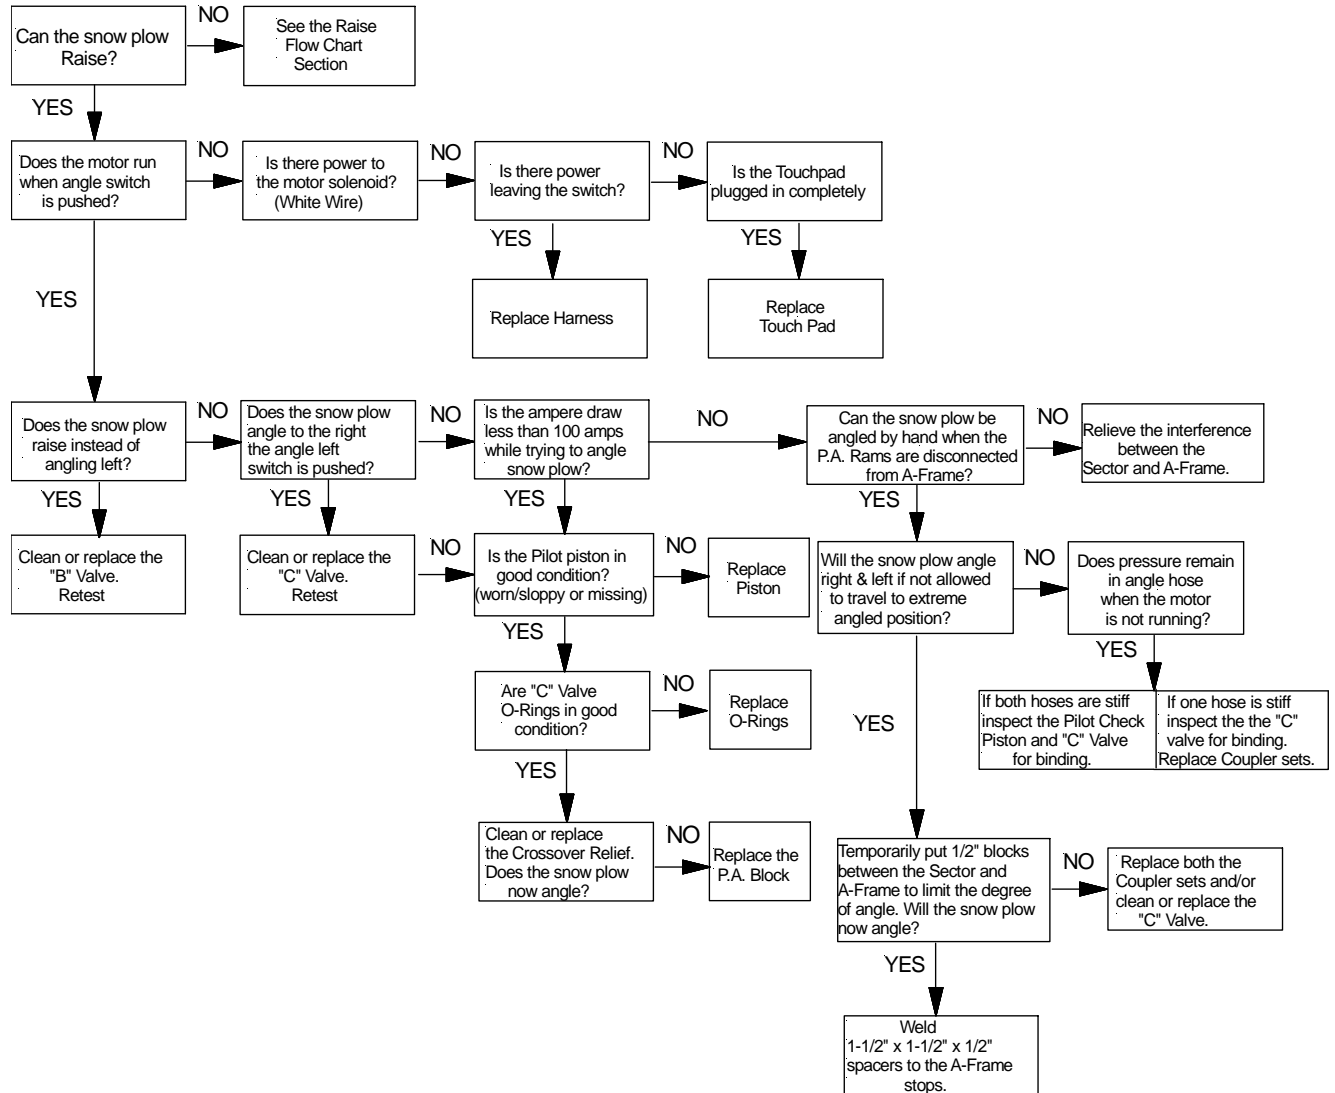 Can the snow plow
Raise?
NO
See the Raise
Flow Chart
Section
YES
Does the motor run
when angle switch
is pushed?
NO
Is there power to
the motor solenoid?
(White Wire)
NO
Is there power
leaving the switch?
NO
Is the Touchpad
plugged in completely
YES
YES
YES
Replace Harness
Replace
Touch Pad
Does the snow plow
raise instead of
angling left?
NO
Does the snow plow
angle to the right
the angle left
switch is pushed?
NO
Is the ampere draw
less than 100 amps
while trying to angle
snow plow?
NO
Can the snow plow be
angled by hand when the
P.A. Rams are disconnected
from A-Frame?
NO
Relieve the interference
between the
Sector and A-Frame.
YES
YES
YES
YES
Clean or replace the
"B" Valve.
Retest
Clean or replace the
"C" Valve.
Retest
NO
Is the Pilot piston in
good condition?
(worn/sloppy or missing)
NO
Replace
Piston
Will the snow plow angle
right & left if not allowed
to travel to extreme
angled position?
NO
Does pressure remain
in angle hose
when the motor
is not running?
YES
YES
Are "C" Valve
O-Rings in good
condition?
NO
Replace
O-Rings
YES
If both hoses are stiff
inspect the Pilot Check
Piston and "C" Valve
for binding.
If one hose is stiff
inspect the the "C"
valve for binding.
Replace Coupler sets.
YES
Clean or replace
the Crossover Relief.
Does the snow plow
now angle?
NO
Replace the
P.A. Block
Temporarily put 1/2" blocks
between the Sector and
A-Frame to limit the degree
of angle. Will the snow plow
now angle?
NO
Replace both the
Coupler sets and/or
clean or replace the
"C" Valve.
YES
Weld
1-1/2" x 1-1/2" x 1/2"
spacers to the A-Frame
stops.